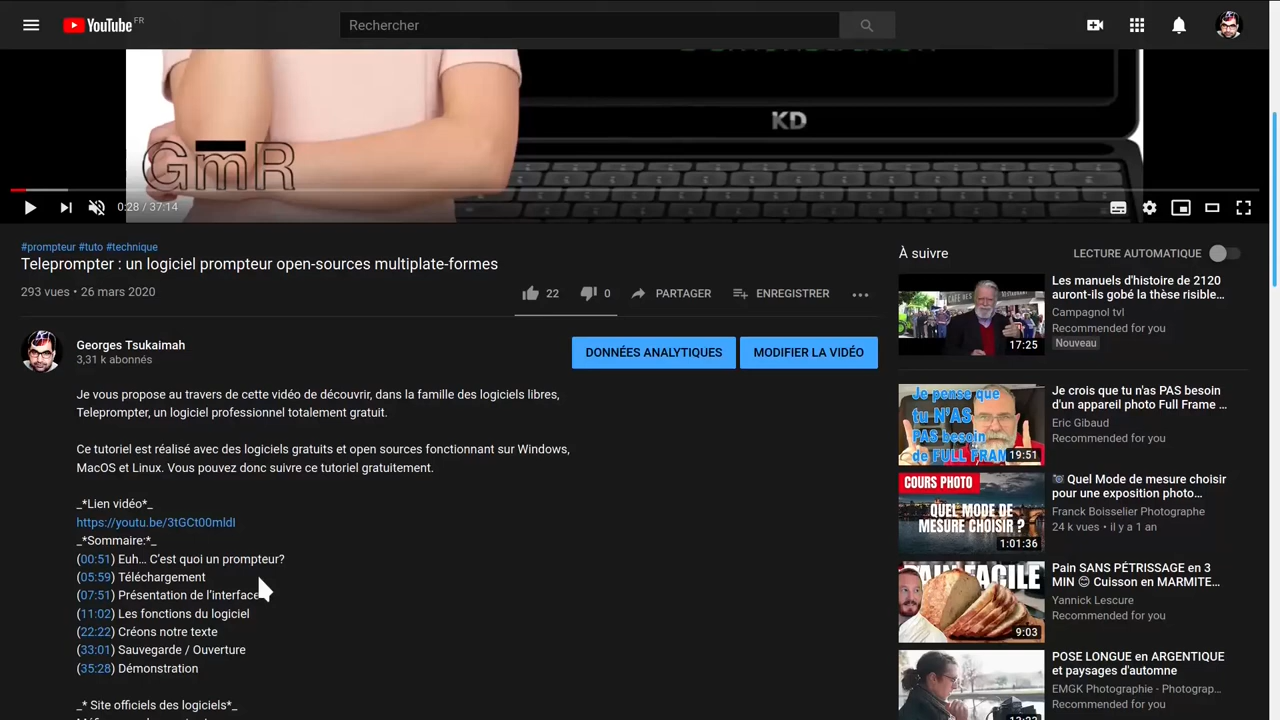 YouTube FR
Rechercher
KD
GmR
0:28 / 37:14
#prompteur #tuto #technique
Teleprompter : un logiciel prompteur open-sources multiplate-formes
293 vues • 26 mars 2020
22
0
PARTAGER
ENREGISTRER
Georges Tsukaimah
3,31 k abonnés
DONNÉES ANALYTIQUES
MODIFIER LA VIDÉO
Je vous propose au travers de cette vidéo de découvrir, dans la famille des logiciels libres,
Teleprompter, un logiciel professionnel totalement gratuit.
Ce tutoriel est réalisé avec des logiciels gratuits et open sources fonctionnant sur Windows,
MacOS et Linux. Vous pouvez donc suivre ce tutoriel gratuitement.
_*Lien vidéo*_
https://youtu.be/3tGCt00mldI
_*Sommaire:*_
(00:51) Euh… C’est quoi un prompteur?
(05:59) Téléchargement
(07:51) Présentation de l’interface
(11:02) Les fonctions du logiciel
(22:22) Créons notre texte
(33:01) Sauvegarde / Ouverture
(35:28) Démonstration
_* Site officiels des logiciels*_
À suivre
LECTURE AUTOMATIQUE
17:25
Les manuels d'histoire de 2120
auront-ils gobé la thèse risible…
Campagnol tvl
Recommended for you
Nouveau
Je pense que
tu N'AS
PAS besoin
de FULL FRAM
19:51
Je crois que tu n'as PAS besoin
d'un appareil photo Full Frame …
Eric Gibaud
Recommended for you
COURS PHOTO
QUEL MODE DE
MESURE CHOISIR ?
1:01:36
📷 Quel Mode de mesure choisir
pour une exposition photo…
Franck Boisselier Photographe
24 k vues • il y a 1 an
9:03
Pain SANS PÉTRISSAGE en 3
MIN 😊 Cuisson en MARMITE…
Yannick Lescure
Recommended for you
POSE LONGUE en ARGENTIQUE
et paysages d'automne
EMGK Photographie - Photograp…
Recommended for you